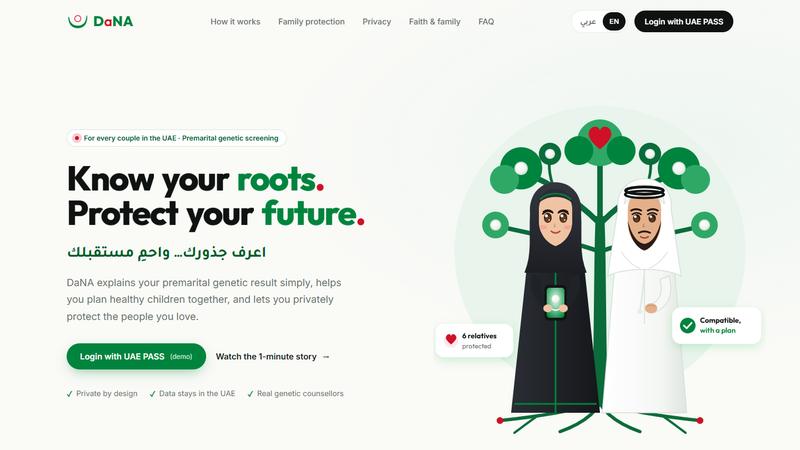 DaNA
How it works
Family protection
Privacy
Faith & family
FAQ
عربي
EN
Login with UAE PASS
For every couple in the UAE · Premarital genetic screening
Know your roots.
Protect your future.
اعرف جذورك... واحمِ مستقبلك
DaNA explains your premarital genetic result simply, helps
you plan healthy children together, and lets you privately
protect the people you love.
Login with UAE PASS (demo)
Watch the 1-minute story →
✓ Private by design
✓ Data stays in the UAE
✓ Real genetic counsellors
6 relatives
protected
Compatible,
with a plan